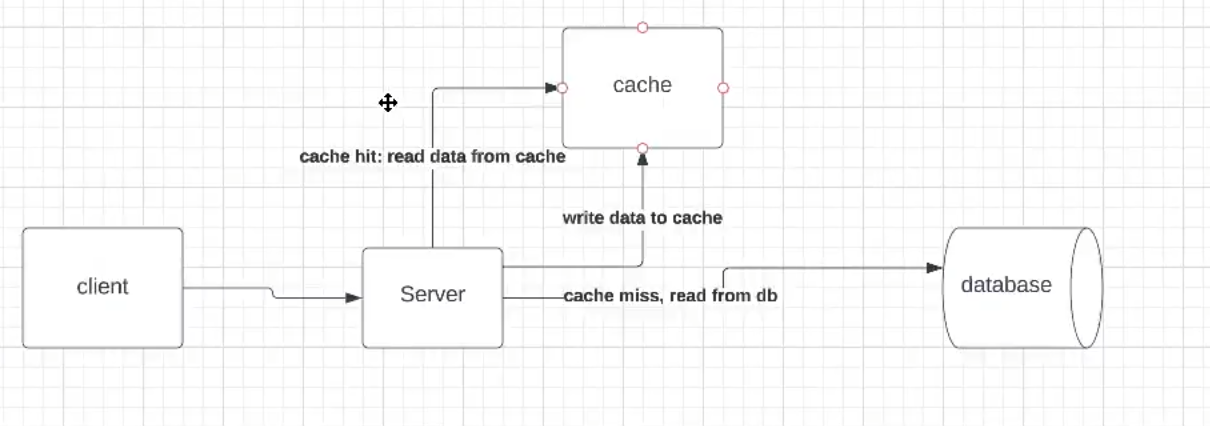 cache
cache hit: read data from cache
write data to cache
client
Server
cache miss, read from db
database